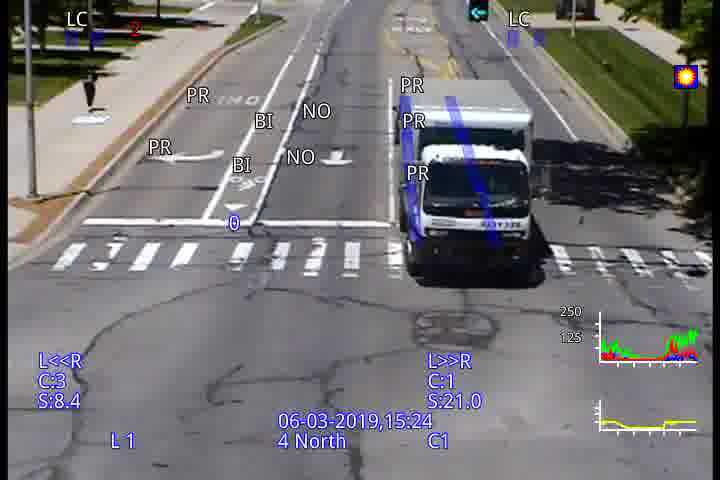 LC
2
LC
PR
PR
BI
NO
PR
PR
BI
NO
PR
0
250
125
L<<R
C:3
S:8.4
L>>R
C:1
S:21.0
06-03-2019,15:24
L 1
4 North
C1